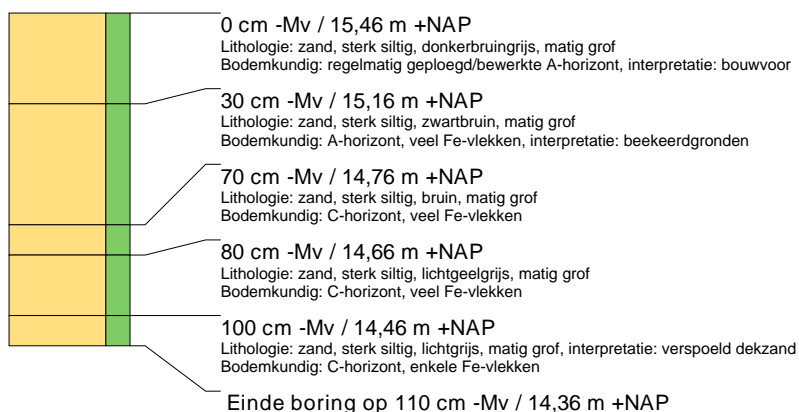 0 cm -Mv / 15,46 m +NAP
Lithologie: zand, sterk siltig, donkerbruingrijs, matig grof
Bodemkundig: regelmatig geploegd/bewerkte A-horizont, interpretatie: bouwvoor
30 cm -Mv / 15,16 m +NAP
Lithologie: zand, sterk siltig, zwartbruin, matig grof
Bodemkundig: A-horizont, veel Fe-vlekken, interpretatie: beekeerdgronden
70 cm -Mv / 14,76 m +NAP
Lithologie: zand, sterk siltig, bruin, matig grof
Bodemkundig: C-horizont, veel Fe-vlekken
80 cm -Mv / 14,66 m +NAP
Lithologie: zand, sterk siltig, lichtgeelgrijs, matig grof
Bodemkundig: C-horizont, veel Fe-vlekken
100 cm -Mv / 14,46 m +NAP
Lithologie: zand, sterk siltig, lichtgrijs, matig grof, interpretatie: verspoeld dekzand
Bodemkundig: C-horizont, enkele Fe-vlekken
Einde boring op 110 cm -Mv / 14,36 m +NAP